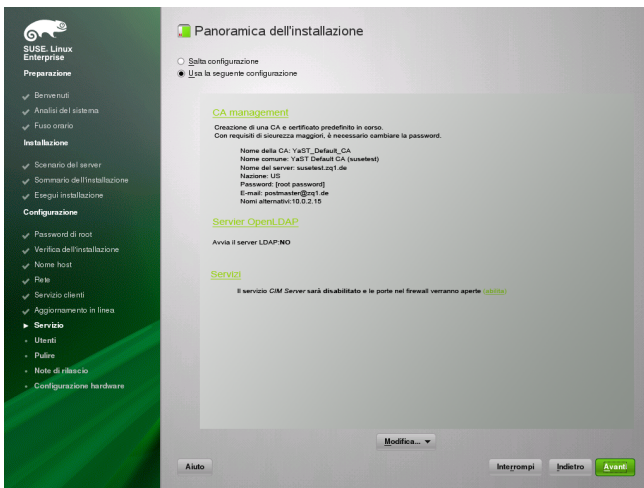 SUSE. Linux
Enterprise
Preparazione
Benvenuti
Analisi del sistema
Fuso orario
Installazione
Scenario del server
Sommario dell'installazione
Esegui installazione
Configurazione
Password di root
Verifica dell'installazione
Nome host
Rete
Servizio clienti
Aggiornamento in linea
Servizio
Utenti
Pulire
Note di rilascio
Configurazione hardware
Panoramica dell'installazione
Salta configurazione
Usa la seguente configurazione
CA management
Creazione di una CA e certificato predefinito in corso.
Con requisiti di sicurezza maggiori, è necessario cambiare la password.
Nome della CA: YaST_Default_CA
Nome comune: YaST Default CA (susetest)
Nome del server: susetest.zq1.de
Nazione: US
Password: [root password]
E-mail: postmaster@zq1.de
Nomi alternativi:10.0.2.15
Servier OpenLDAP
Avvia il server LDAP:NO
Servizi
Il servizio CIM Server sarà disabilitato e le porte nel firewall verranno aperte (abilita)
Modifica...
Aiuto
Interrompi
Indietro
Avanti